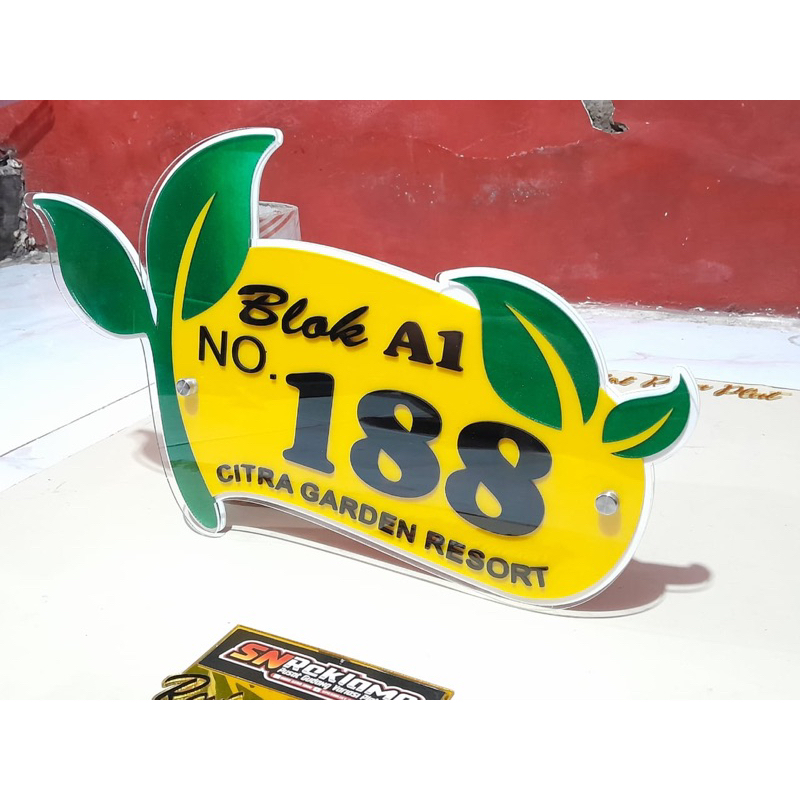 Blok A1
NO.
188
CITRA GARDEN RESORT
SNReklame